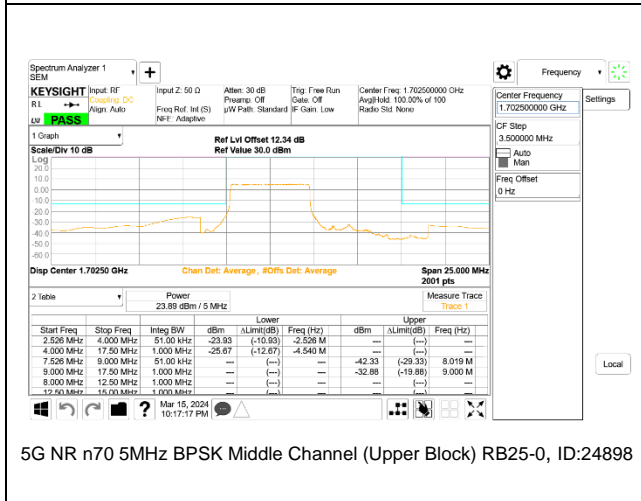 Spectrum Analyzer 1
SEM
Frequency
KEYSIGHT
Input: RF
Coupling: DC
Align: Auto
Input Z: 50 Ω
Freq Ref: Int (S)
NFE: Adaptive
Atten: 30 dB
Preamp: Off
µW Path: Standard
Trig: Free Run
Gate: Off
IF Gain: Low
Center Freq: 1.702500000 GHz
Avg|Hold: 100.00% of 100
Radio Std: None
RL
PASS
Center Frequency
1.702500000 GHz
Settings
CF Step
3.500000 MHz
Auto
Man
Freq Offset
0 Hz
1 Graph
Scale/Div 10 dB
Ref Lvl Offset 12.34 dB
Ref Value 30.0 dBm
Log
20.0
10.0
0.00
-10.0
-20.0
-30.0
-40.0
-50.0
-60.0
Disp Center 1.70250 GHz
Chan Det: Average , #Offs Det: Average
Span 25.000 MHz
2001 pts
2 Table
Power
23.89 dBm / 5 MHz
Measure Trace
Trace 1
Lower Upper
Start Freq Stop Freq Integ BW dBm ΔLimit(dB) Freq (Hz) dBm ΔLimit(dB) Freq (Hz)
2.526 MHz 4.000 MHz 51.00 kHz -23.93 (-10.93) -2.526 M --- (---) ---
4.000 MHz 17.50 MHz 1.000 MHz -25.67 (-12.67) -4.540 M --- (---) ---
7.526 MHz 9.000 MHz 51.00 kHz --- (---) --- -42.33 (-29.33) 8.019 M
9.000 MHz 17.50 MHz 1.000 MHz --- (---) --- -32.88 (-19.88) 9.000 M
8.000 MHz 12.50 MHz 1.000 MHz --- (---) --- --- (---) ---
12.50 MHz 15.00 MHz 1.000 MHz --- (---) --- --- (---) ---
Local
Mar 15, 2024
10:17:17 PM
5G NR n70 5MHz BPSK Middle Channel (Upper Block) RB25-0, ID:24898